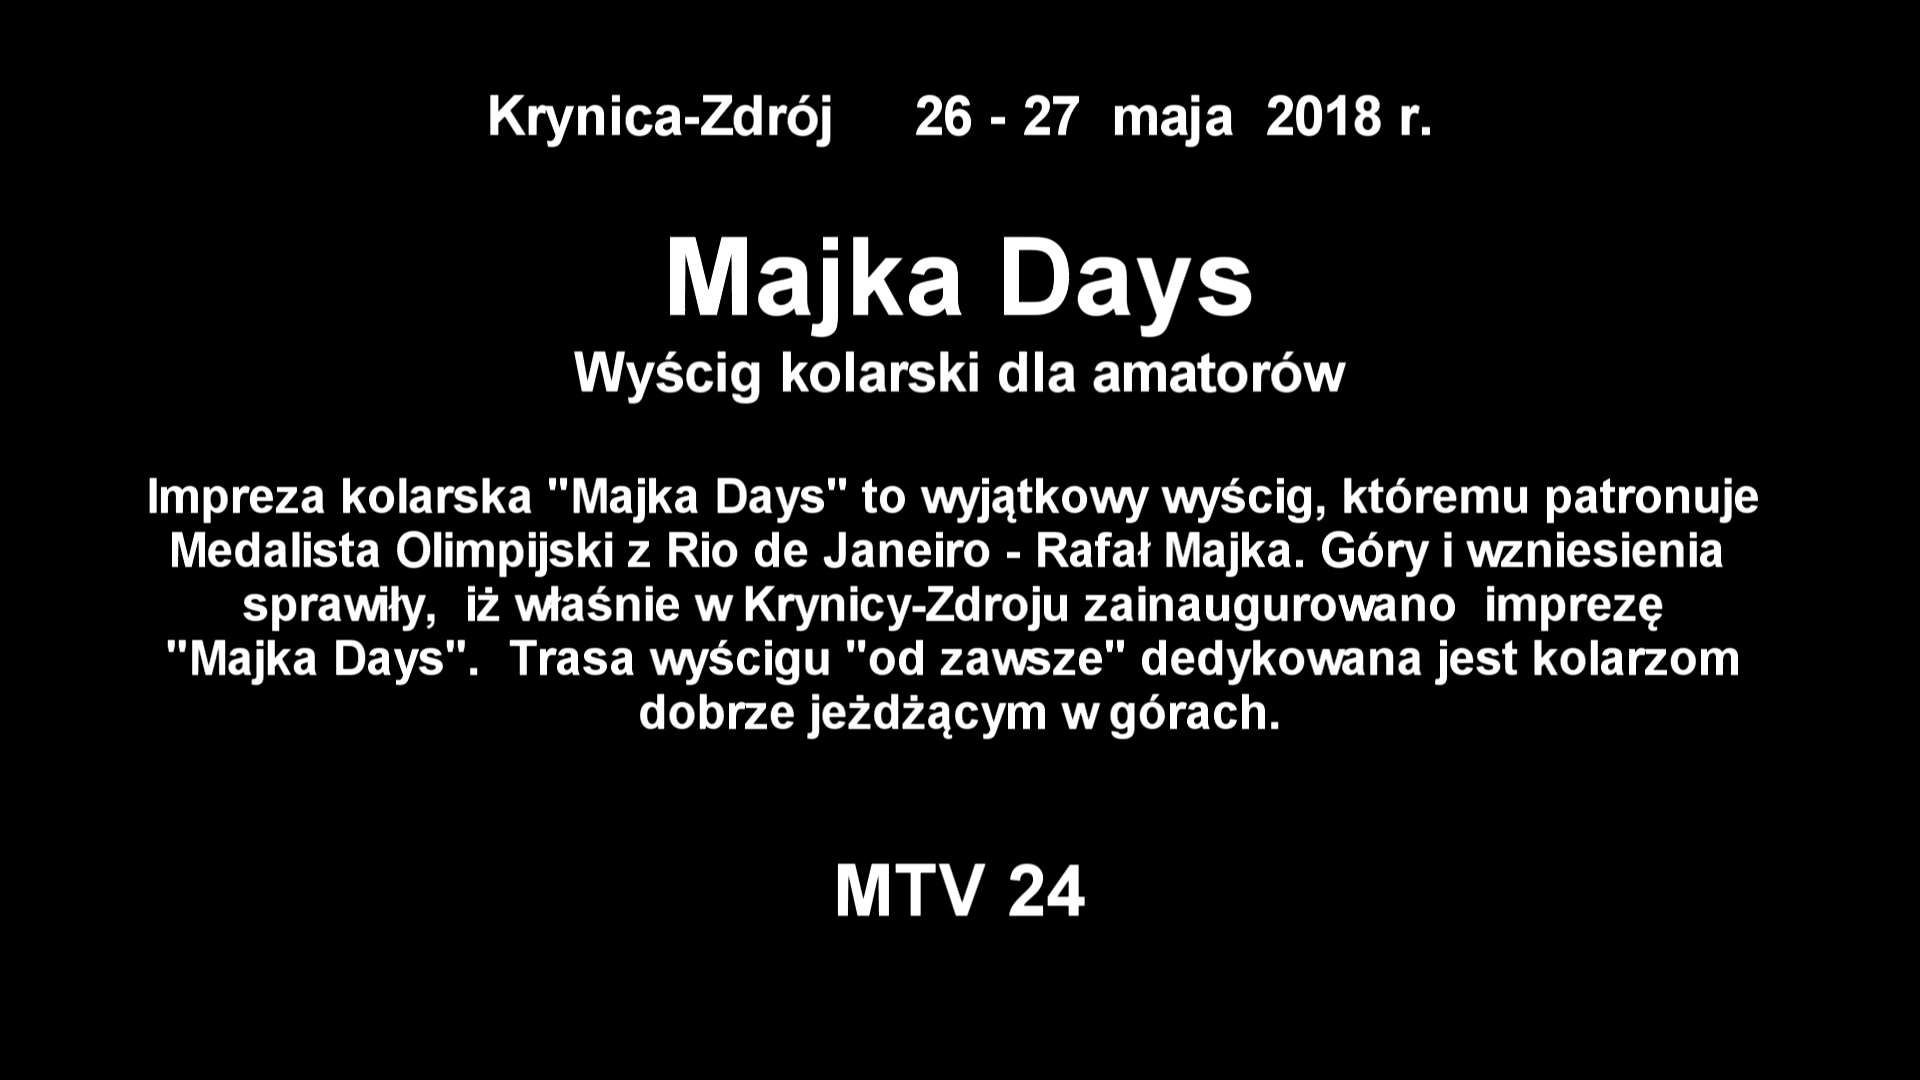 Krynica-Zdrój 26 - 27 maja 2018 r.
Majka Days
Wyścig kolarski dla amatorów
Impreza kolarska "Majka Days" to wyjątkowy wyścig, któremu patronuje
Medalista Olimpijski z Rio de Janeiro - Rafał Majka. Góry i wzniesienia
sprawiły, iż właśnie w Krynicy-Zdroju zainaugurowano imprezę
"Majka Days". Trasa wyścigu "od zawsze" dedykowana jest kolarzom
dobrze jeżdżącym w górach.
MTV 24